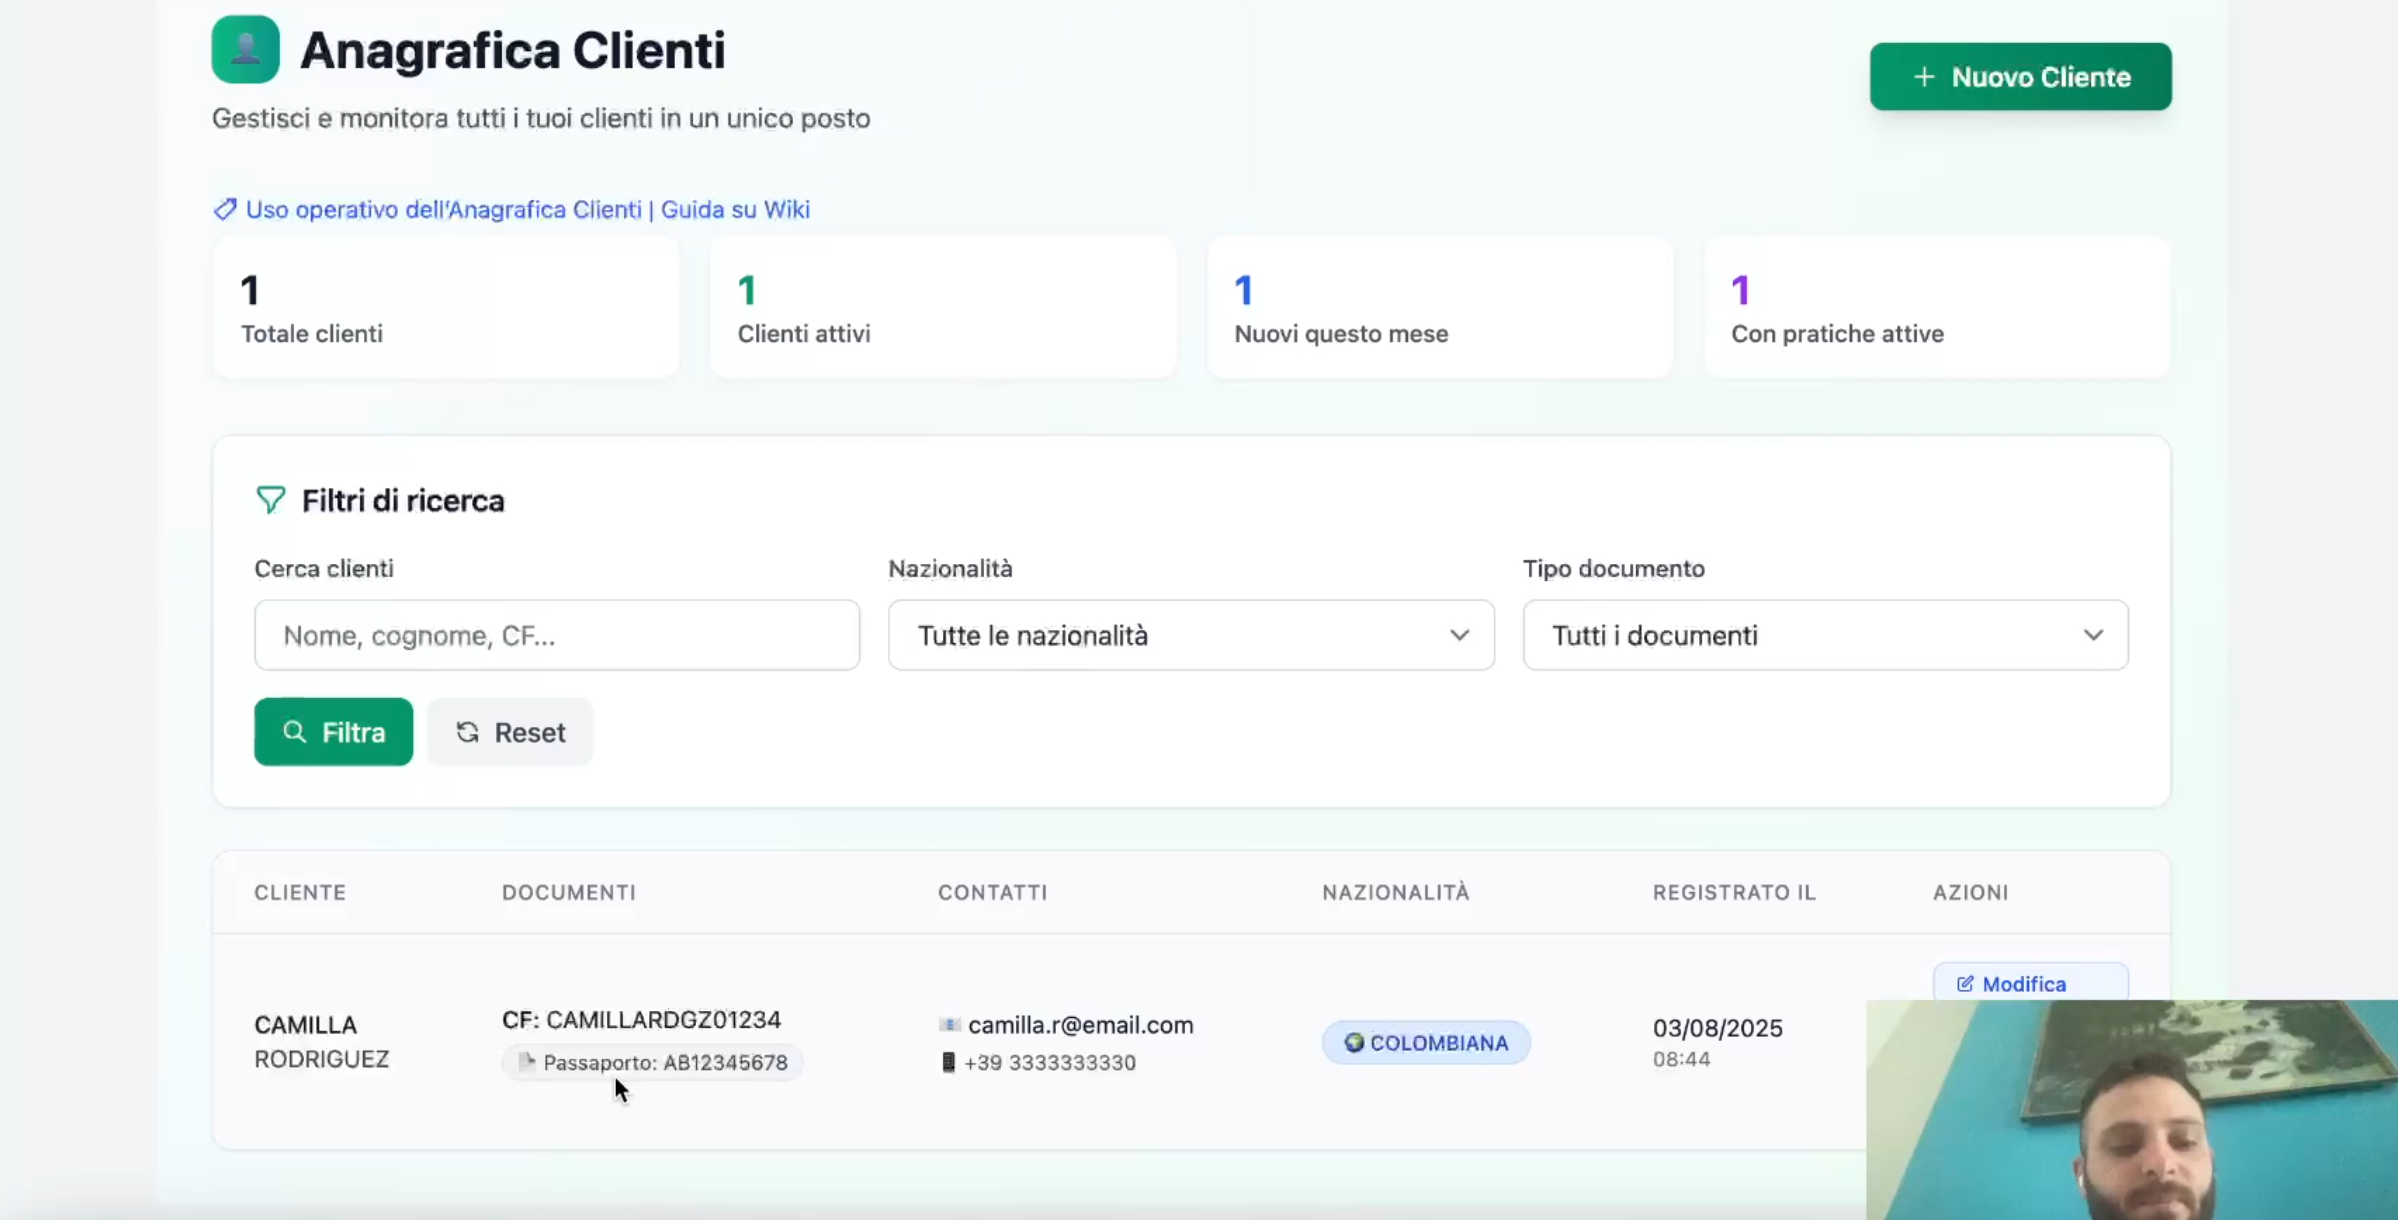 Anagrafica Clienti
+ Nuovo Cliente
Gestisci e monitora tutti i tuoi clienti in un unico posto
Uso operativo dell'Anagrafica Clienti | Guida su Wiki
1
Totale clienti
1
Clienti attivi
1
Nuovi questo mese
1
Con pratiche attive
Filtri di ricerca
Cerca clienti
Nome, cognome, CF...
Nazionalità
Tutte le nazionalità
Tipo documento
Tutti i documenti
Filtra
Reset
CLIENTE DOCUMENTI CONTATTI NAZIONALITÀ REGISTRATO IL AZIONI
CAMILLA
RODRIGUEZ
CF: CAMILLARDGZ01234
Passaporto: AB12345678
camilla.r@email.com
+39 3333333330
COLOMBIANA
03/08/2025
08:44
Modifica